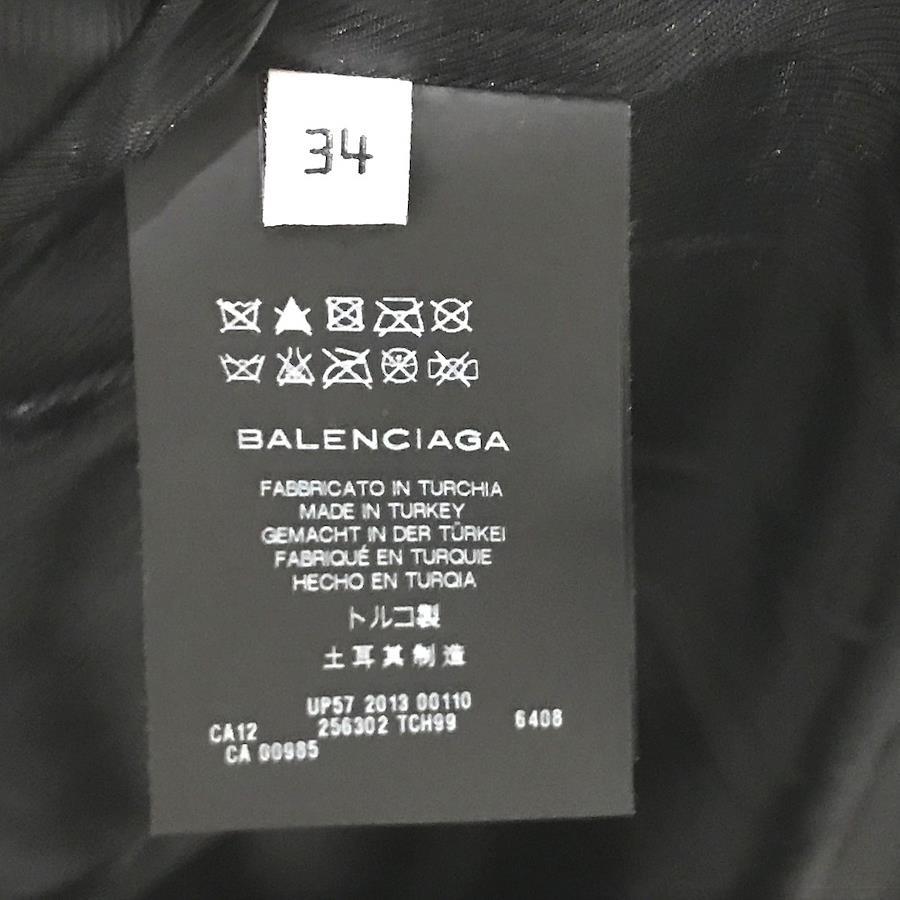 34
BALENCIAGA
FABBRICATO IN TURCHIA
MADE IN TURKEY
GEMACHT IN DER TÜRKEI
FABRIQUÉ EN TURQUIE
HECHO EN TURQIA
トルコ製
土耳其制造
UP57 2013 00110
CA12 256302 TCH99 6408
CA 00985